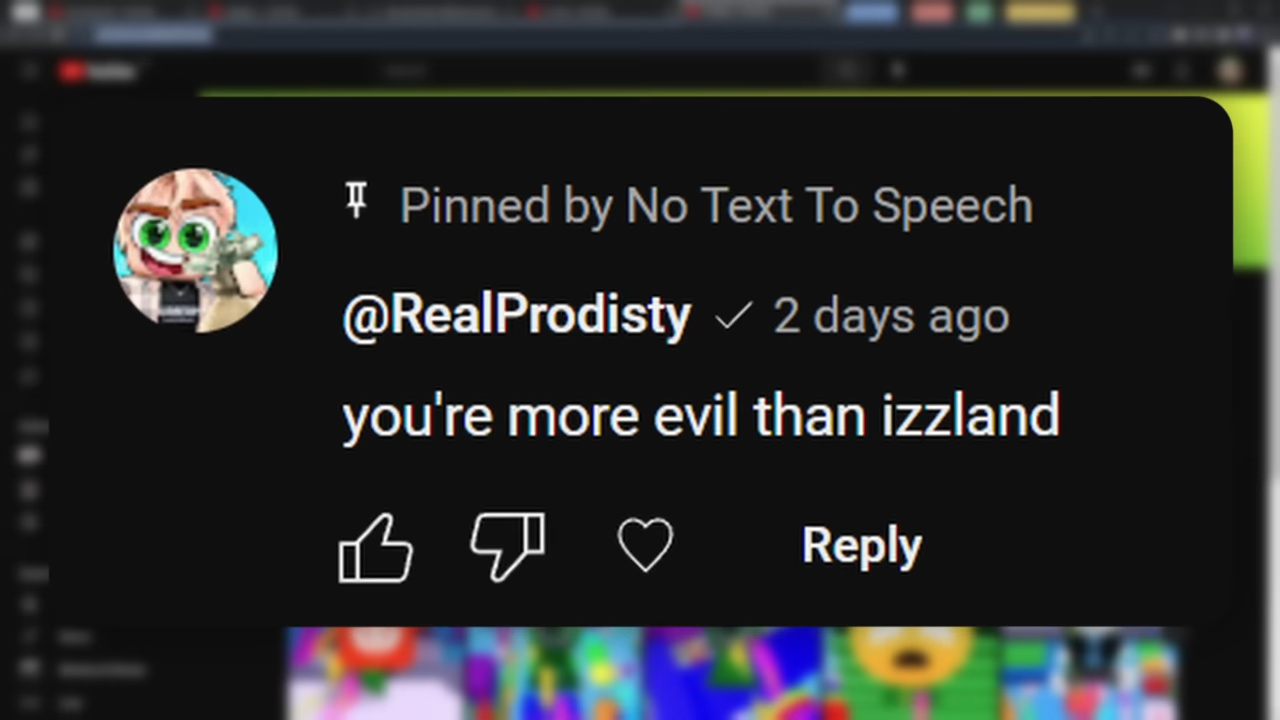 Pinned by No Text To Speech
@RealProdisty ✓ 2 days ago
you're more evil than izzland
Reply